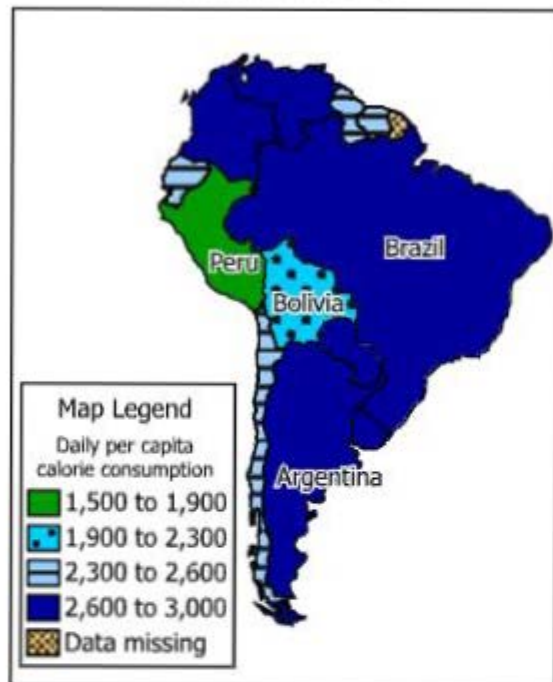 Peru
Brazil
Bolivia
Argentina
Map Legend
Daily per capita
calorie consumption
1,500 to 1,900
1,900 to 2,300
2,300 to 2,600
2,600 to 3,000
Data missing